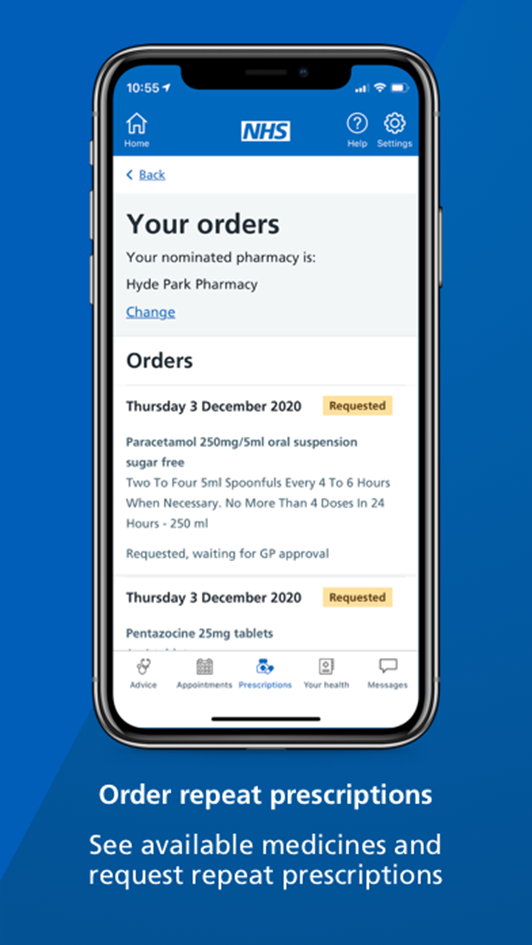 10:55
NHS
Home
Help
Settings
Back
Your orders
Your nominated pharmacy is:
Hyde Park Pharmacy
Change
Orders
Thursday 3 December 2020
Requested
Paracetamol 250mg/5ml oral suspension
sugar free
Two To Four 5ml Spoonfuls Every 4 To 6 Hours
When Necessary. No More Than 4 Doses In 24
Hours - 250 ml
Requested, waiting for GP approval
Thursday 3 December 2020
Requested
Pentazocine 25mg tablets
Advice
Appointments
Prescriptions
Your health
Messages
Order repeat prescriptions
See available medicines and
request repeat prescriptions